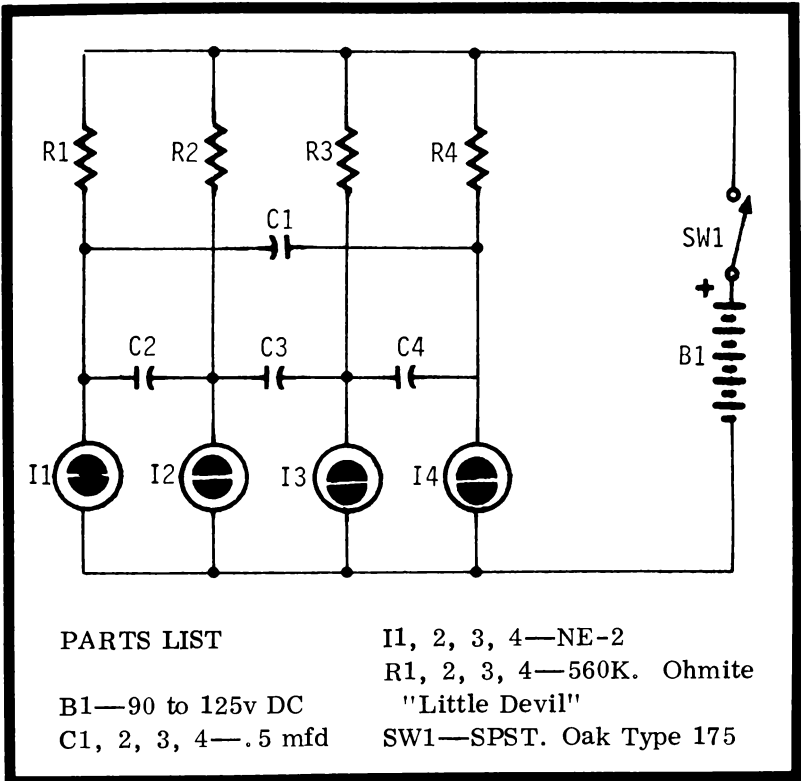 R1
R2
R3
R4
C1
SW1
+
C2
C3
C4
B1
I1
I2
I3
I4
PARTS LIST
B1—90 to 125v DC
C1, 2, 3, 4—.5 mfd
I1, 2, 3, 4—NE-2
R1, 2, 3, 4—560K. Ohmite
"Little Devil"
SW1—SPST. Oak Type 175